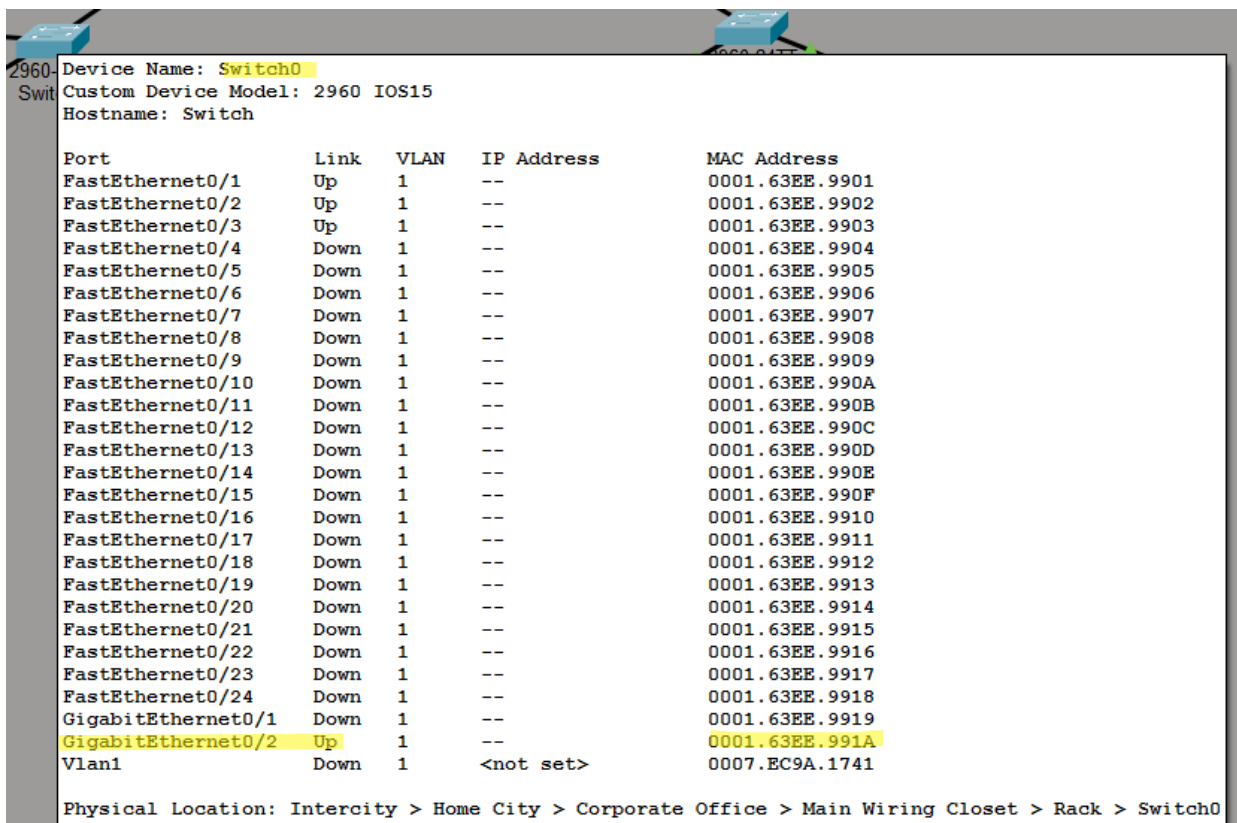 2960-
Swit
Device Name: Switch0
Custom Device Model: 2960 IOS15
Hostname: Switch
Port Link VLAN IP Address MAC Address
FastEthernet0/1 Up 1 -- 0001.63EE.9901
FastEthernet0/2 Up 1 -- 0001.63EE.9902
FastEthernet0/3 Up 1 -- 0001.63EE.9903
FastEthernet0/4 Down 1 -- 0001.63EE.9904
FastEthernet0/5 Down 1 -- 0001.63EE.9905
FastEthernet0/6 Down 1 -- 0001.63EE.9906
FastEthernet0/7 Down 1 -- 0001.63EE.9907
FastEthernet0/8 Down 1 -- 0001.63EE.9908
FastEthernet0/9 Down 1 -- 0001.63EE.9909
FastEthernet0/10 Down 1 -- 0001.63EE.990A
FastEthernet0/11 Down 1 -- 0001.63EE.990B
FastEthernet0/12 Down 1 -- 0001.63EE.990C
FastEthernet0/13 Down 1 -- 0001.63EE.990D
FastEthernet0/14 Down 1 -- 0001.63EE.990E
FastEthernet0/15 Down 1 -- 0001.63EE.990F
FastEthernet0/16 Down 1 -- 0001.63EE.9910
FastEthernet0/17 Down 1 -- 0001.63EE.9911
FastEthernet0/18 Down 1 -- 0001.63EE.9912
FastEthernet0/19 Down 1 -- 0001.63EE.9913
FastEthernet0/20 Down 1 -- 0001.63EE.9914
FastEthernet0/21 Down 1 -- 0001.63EE.9915
FastEthernet0/22 Down 1 -- 0001.63EE.9916
FastEthernet0/23 Down 1 -- 0001.63EE.9917
FastEthernet0/24 Down 1 -- 0001.63EE.9918
GigabitEthernet0/1 Down 1 -- 0001.63EE.9919
GigabitEthernet0/2 Up 1 -- 0001.63EE.991A
Vlan1 Down 1 <not set> 0007.EC9A.1741
Physical Location: Intercity > Home City > Corporate Office > Main Wiring Closet > Rack > Switch0